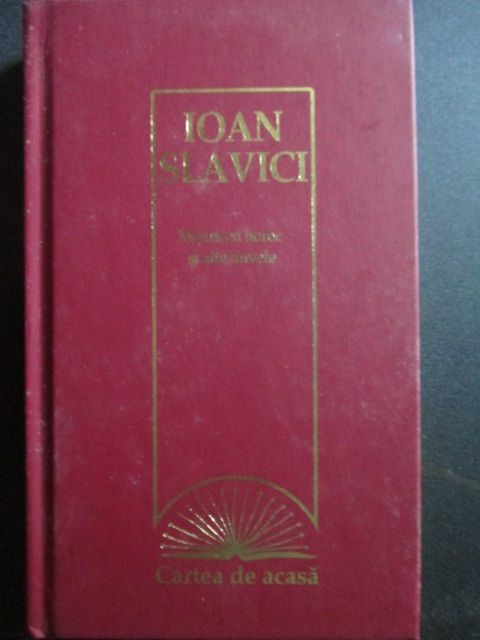 IOAN
SLAVICI
Moara cu noroc
și alte nuvele
Cartea de acasă